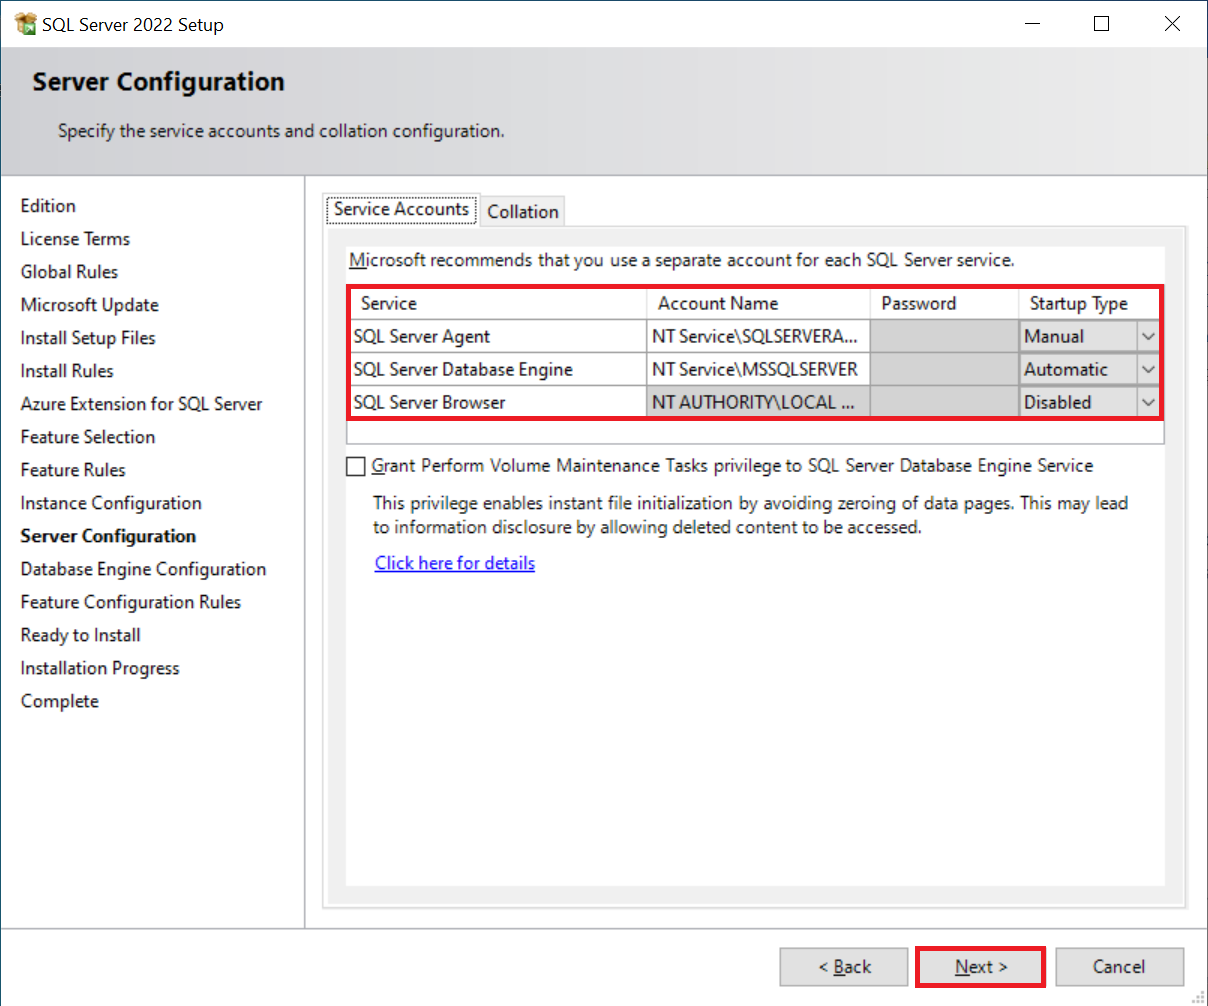 SQL Server 2022 Setup
Server Configuration
Specify the service accounts and collation configuration.
Edition
License Terms
Global Rules
Microsoft Update
Install Setup Files
Install Rules
Azure Extension for SQL Server
Feature Selection
Feature Rules
Instance Configuration
Server Configuration
Database Engine Configuration
Feature Configuration Rules
Ready to Install
Installation Progress
Complete
Service Accounts Collation
Microsoft recommends that you use a separate account for each SQL Server service.
Service Account Name Password Startup Type
SQL Server Agent NT Service\SQLSERVERA... Manual
SQL Server Database Engine NT Service\MSSQLSERVER Automatic
SQL Server Browser NT AUTHORITY\LOCAL ... Disabled
Grant Perform Volume Maintenance Tasks privilege to SQL Server Database Engine Service
This privilege enables instant file initialization by avoiding zeroing of data pages. This may lead
to information disclosure by allowing deleted content to be accessed.
Click here for details
< Back Next > Cancel